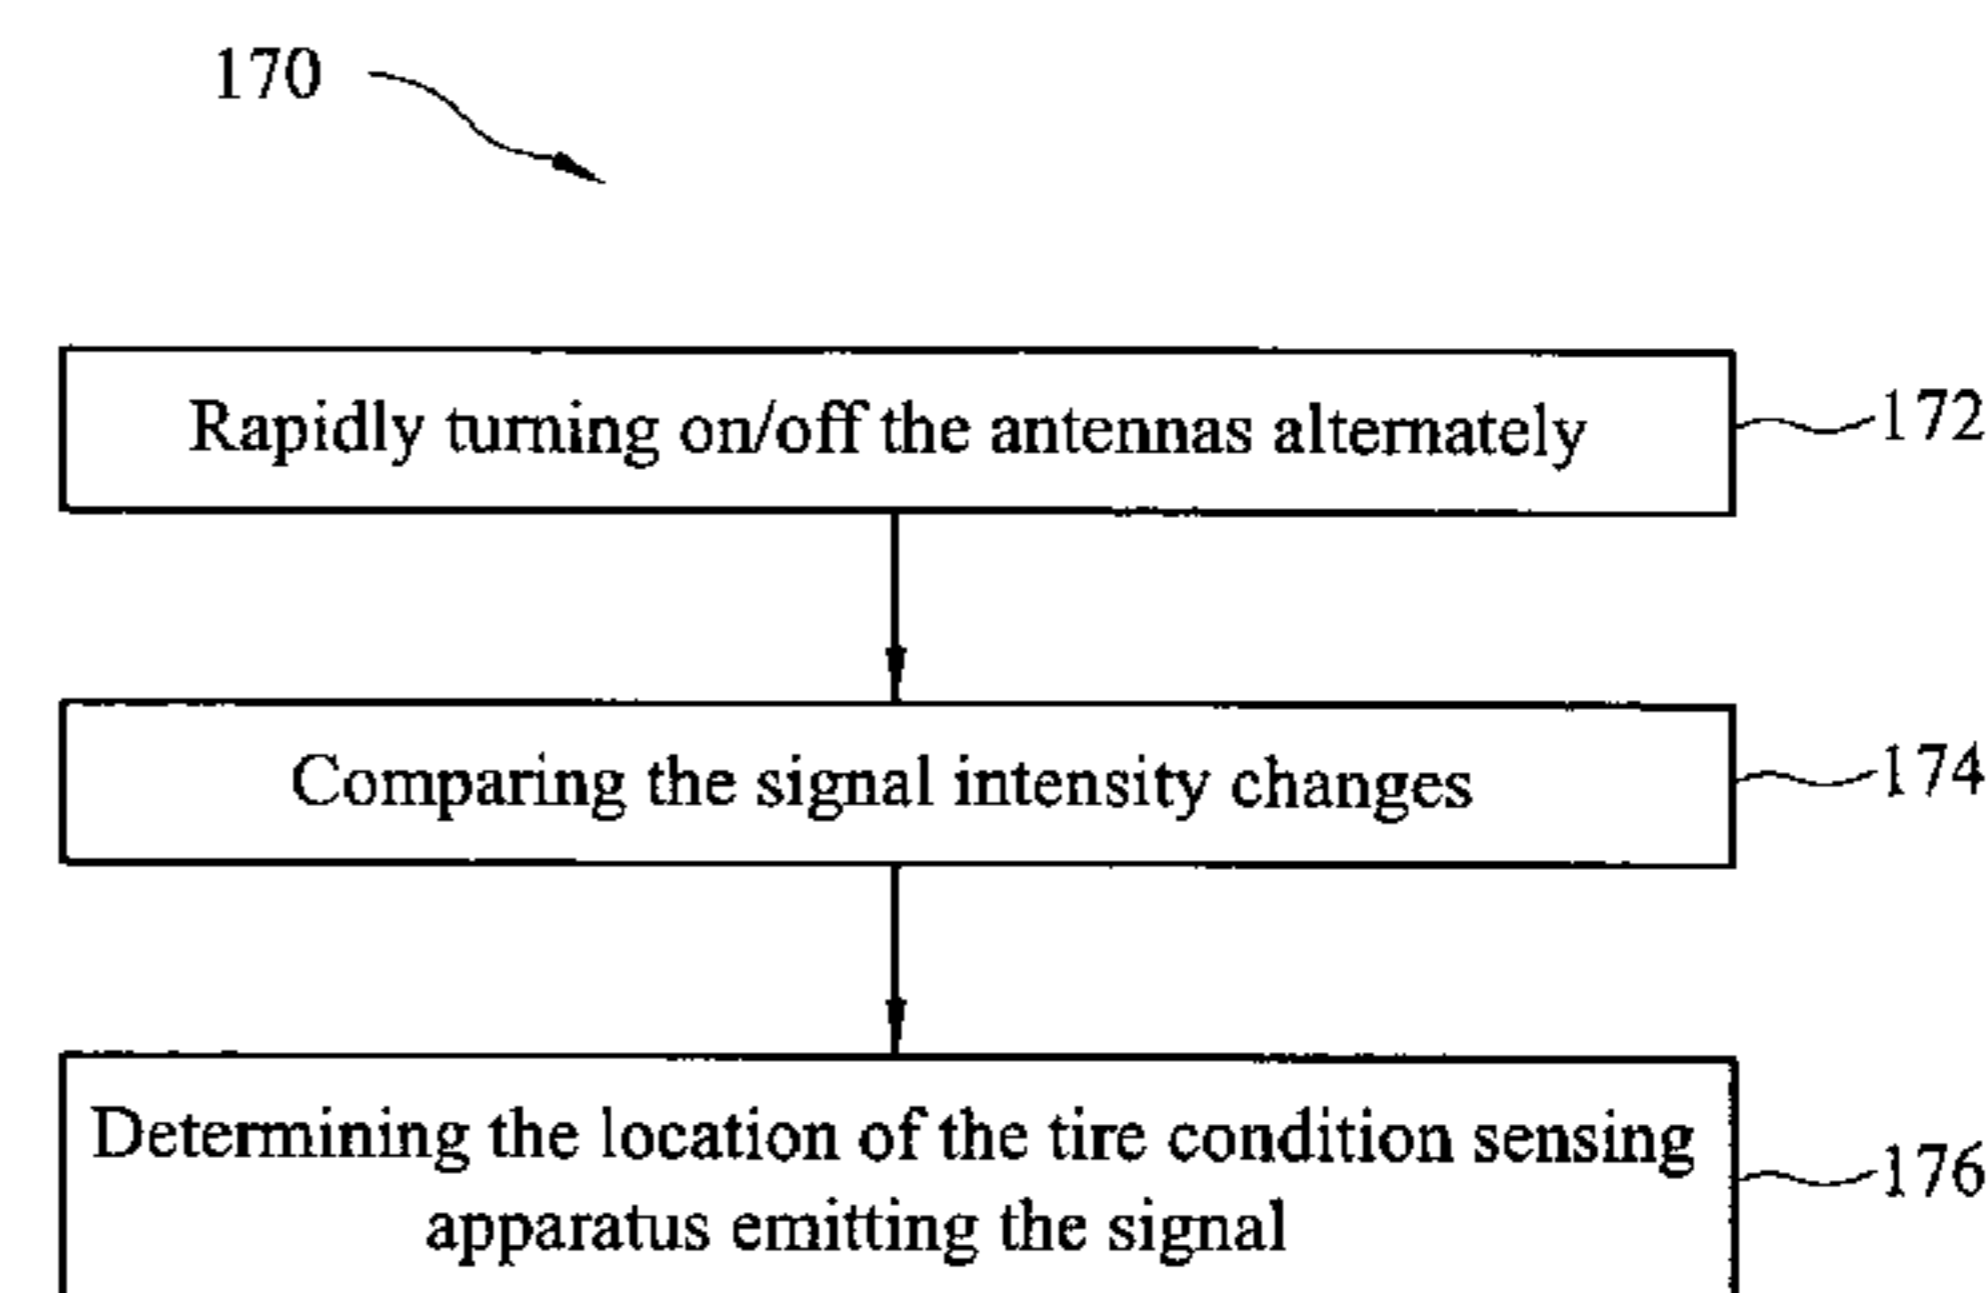 170
Rapidly turning on/off the antennas alternately
172
Comparing the signal intensity changes
174
Determining the location of the tire condition sensing
apparatus emitting the signal
176